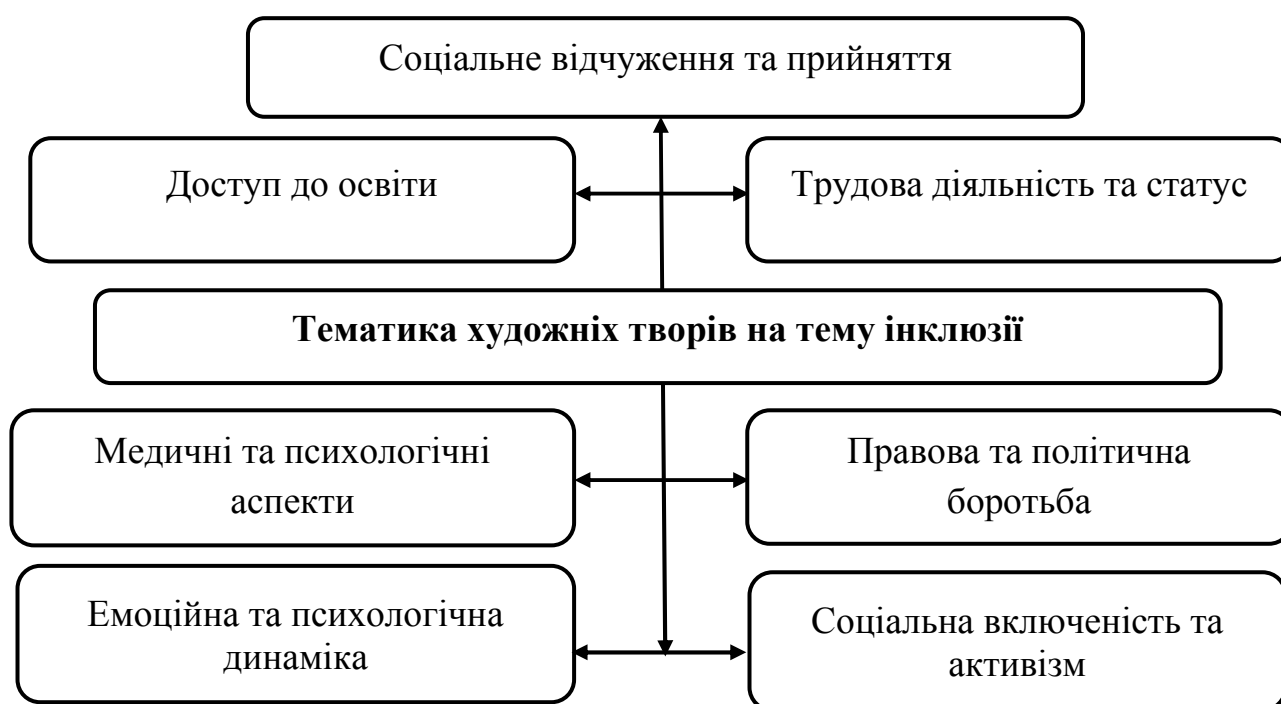 Соціальне відчуження та прийняття
Доступ до освіти
Трудова діяльність та статус
Тематика художніх творів на тему інклюзії
Медичні та психологічні
аспекти
Правова та політична
боротьба
Емоційна та психологічна
динаміка
Соціальна включеність та
активізм